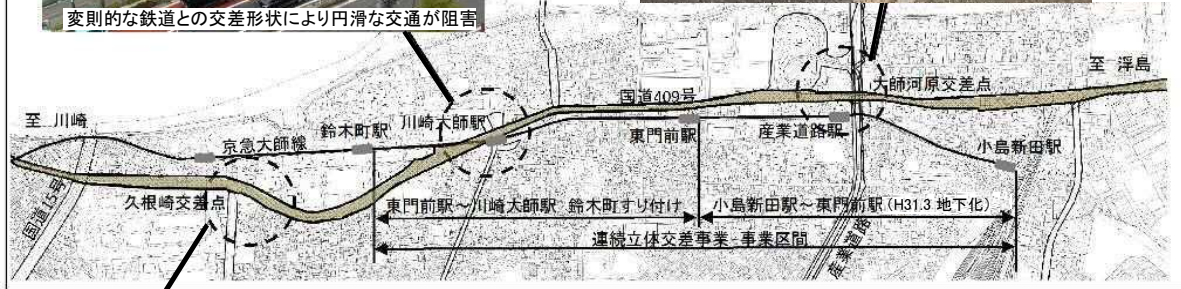 変則的な鉄道との交差形状により円滑な交通が阻害
至 浮島
大師河原交差点
国道409号
至 川崎
鈴木町駅
川崎大師駅
京急大師線
東門前駅
産業道路駅
小島新田駅
国道15号
久根崎交差点
東門前駅～川崎大師駅 鈴木町すり付け
小島新田駅～東門前駅(H31.3 地下化)
連続立体交差事業 事業区間
産業道路